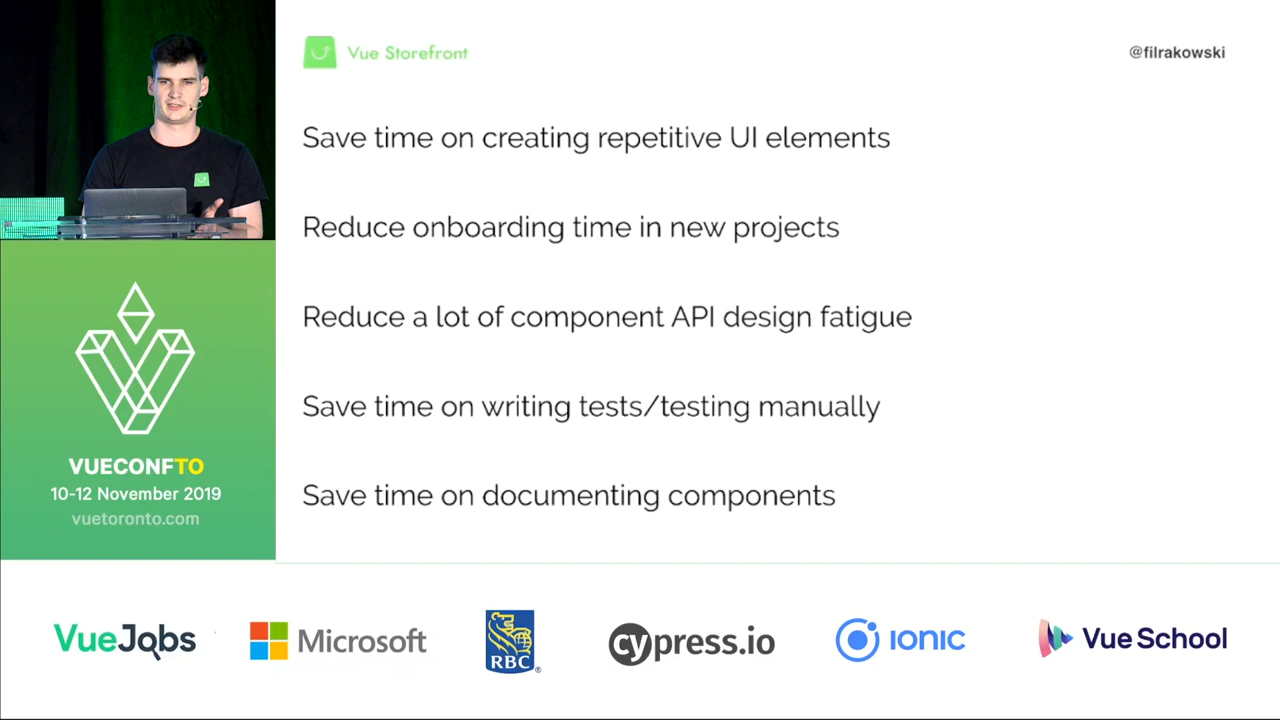 Vue Storefront
@filrakowski
Save time on creating repetitive UI elements
Reduce onboarding time in new projects
Reduce a lot of component API design fatigue
Save time on writing tests/testing manually
Save time on documenting components
VUECONFTO
10-12 November 2019
vuetoronto.com
VueJobs
Microsoft
RBC
®
cypress.io
IONIC
Vue School